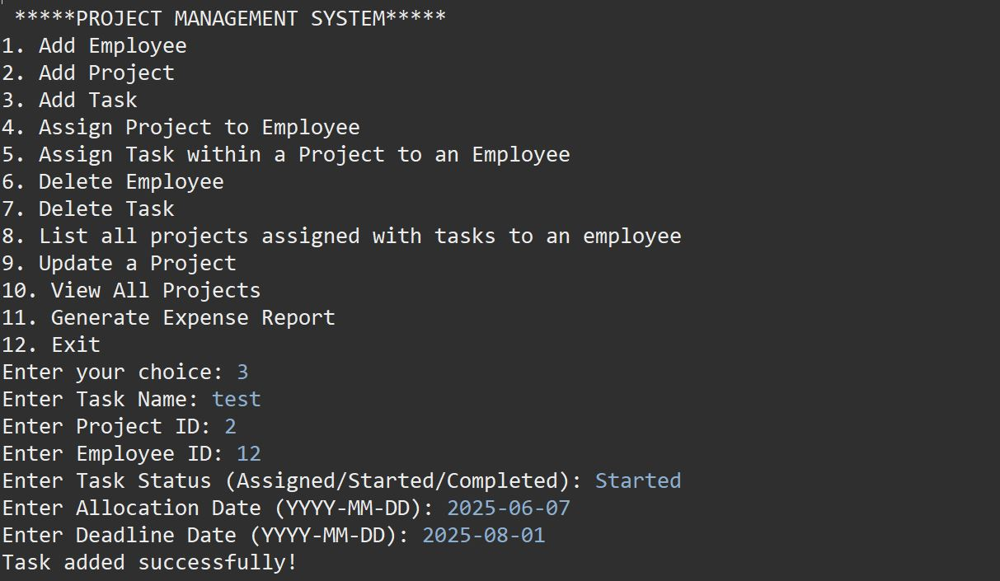 *****PROJECT MANAGEMENT SYSTEM*****
1. Add Employee
2. Add Project
3. Add Task
4. Assign Project to Employee
5. Assign Task within a Project to an Employee
6. Delete Employee
7. Delete Task
8. List all projects assigned with tasks to an employee
9. Update a Project
10. View All Projects
11. Generate Expense Report
12. Exit
Enter your choice: 3
Enter Task Name: test
Enter Project ID: 2
Enter Employee ID: 12
Enter Task Status (Assigned/Started/Completed): Started
Enter Allocation Date (YYYY-MM-DD): 2025-06-07
Enter Deadline Date (YYYY-MM-DD): 2025-08-01
Task added successfully!